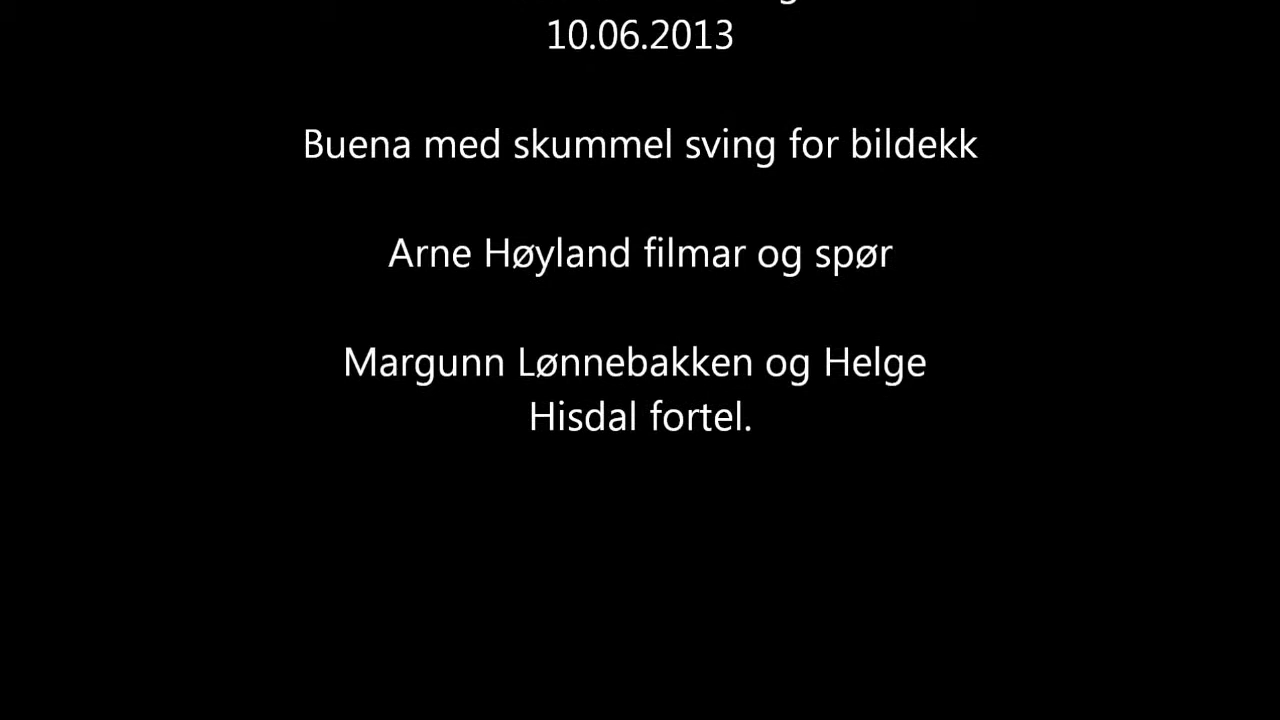 10.06.2013
Buena med skummel sving for bildekk
Arne Høyland filmar og spør
Margunn Lønnebakken og Helge
Hisdal fortel.